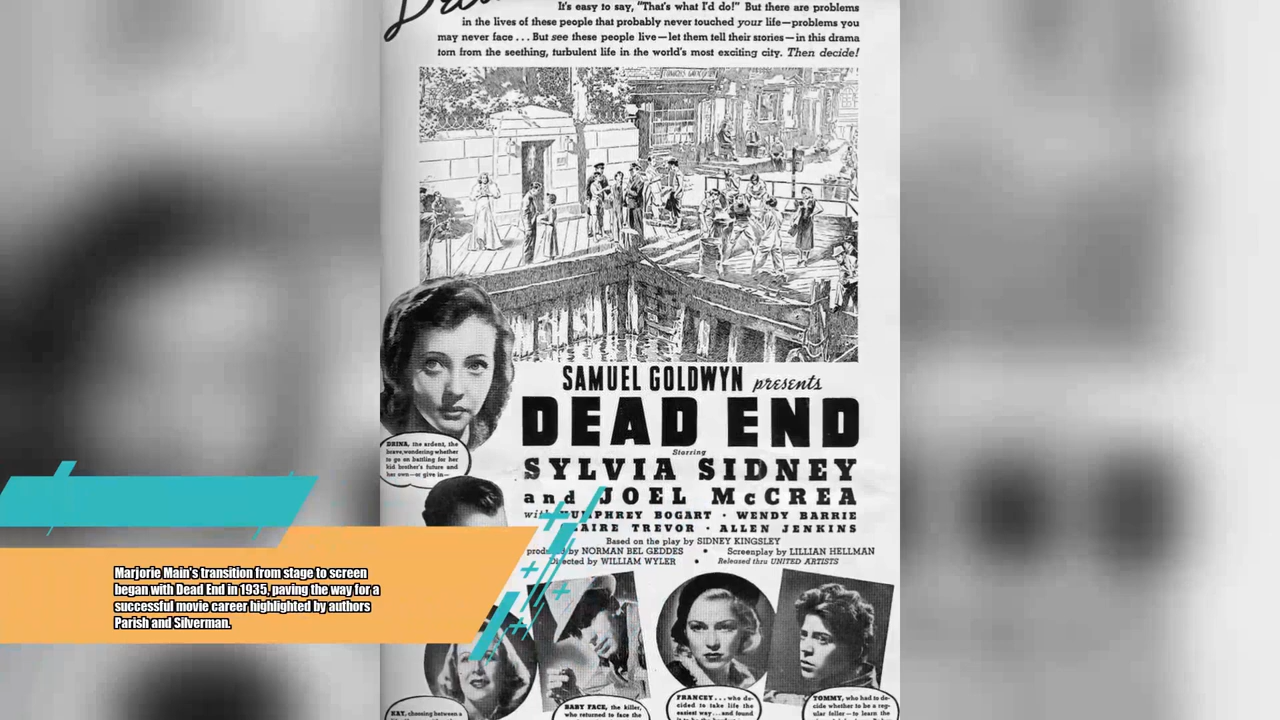 It's easy to say, "That's what I'd do!" But there are problems
in the lives of these people that probably never touched your life—problems you
may never face . . . But see these people live—let them tell their stories—in this drama
torn from the seething, turbulent life in the world's most exciting city. Then decide!
SAMUEL GOLDWYN presents
DEAD END
Starring
SYLVIA SIDNEY
and JOEL McCREA
HUMPHREY BOGART · WENDY BARRIE
CLAIRE TREVOR · ALLEN JENKINS
Based on the play by SIDNEY KINGSLEY
produced by NORMAN BEL GEDDES • Screenplay by LILLIAN HELLMAN
Directed by WILLIAM WYLER • Released thru UNITED ARTISTS
DRINA, the ardent, the
brave, wondering whether
to go on battling for her
kid brother's future and
her own—or give in—
Marjorie Main's transition from stage to screen
began with Dead End in 1935, paving the way for a
successful movie career highlighted by authors
Parish and Silverman.
KAY, choosing between a
BABY FACE, the killer,
who returned to face the
FRANCEY . . . who de-
cided to take life the
easiest way . . . and found
TOMMY, who had to de-
cide whether to be a regu-
lar feller—to learn the